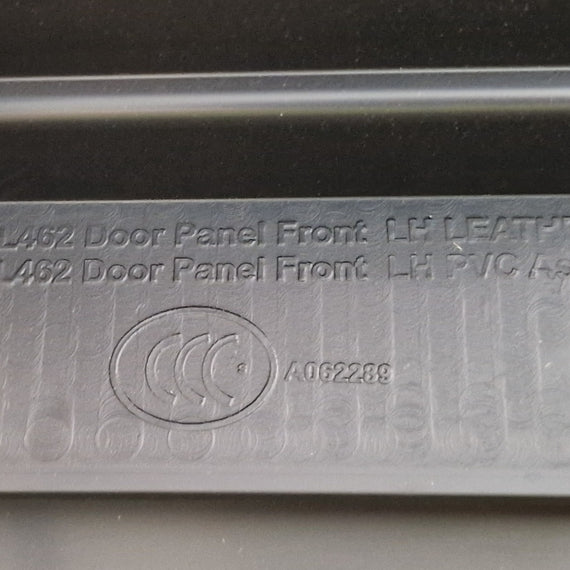 L462 Door Panel Front LH LEATH
L462 Door Panel Front LH PVC AS
CCC A062289